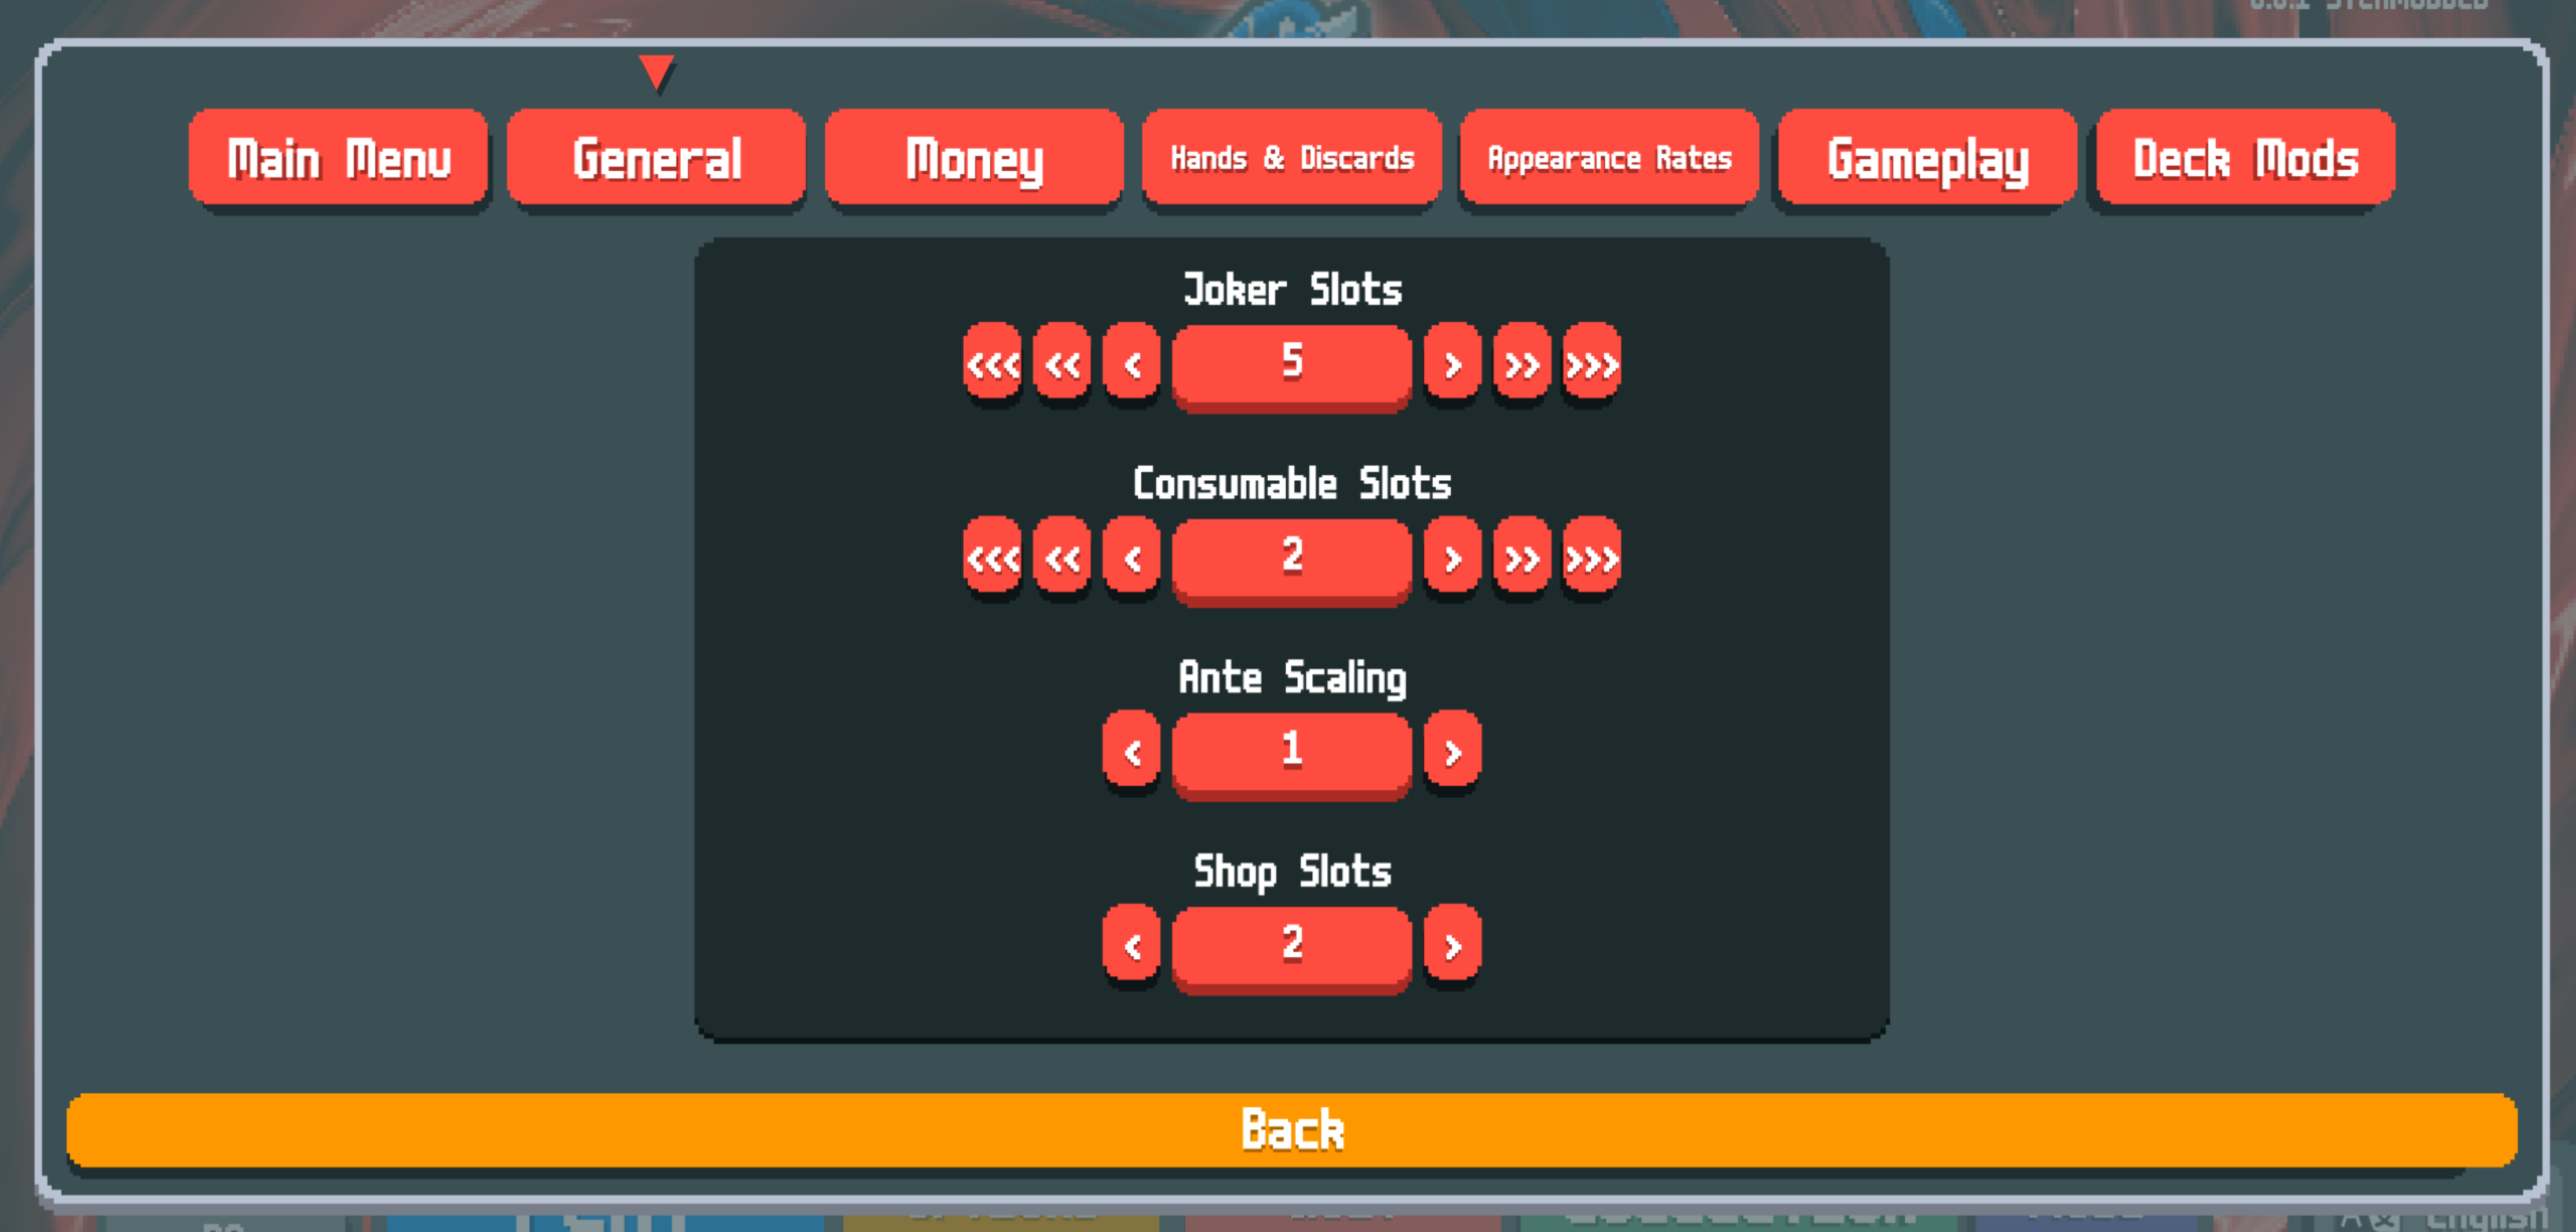 Main Menu General Money Hands & Discards Appearance Rates Gameplay Deck Mods
Joker Slots
<<< << < 5 > >> >>>
Consumable Slots
<<< << < 2 > >> >>>
Ante Scaling
< 1 >
Shop Slots
< 2 >
Back
English